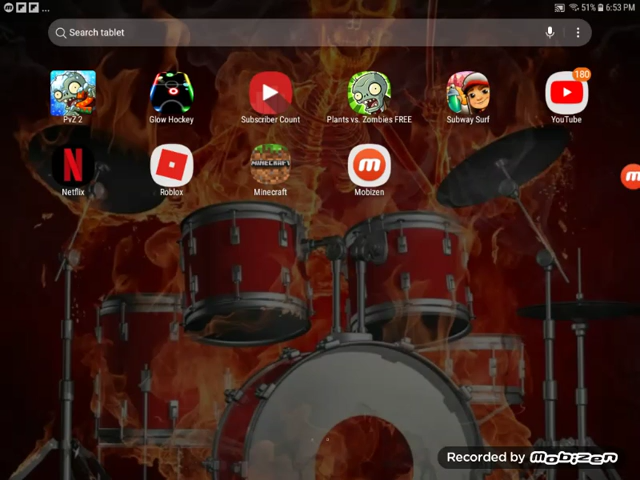 ... 51% 6:53 PM
Search tablet
180
PvZ 2 Glow Hockey Subscriber Count Plants vs. Zombies FREE Subway Surf YouTube
MINECRAFT
Netflix Roblox Minecraft Mobizen
Recorded by Mobizen